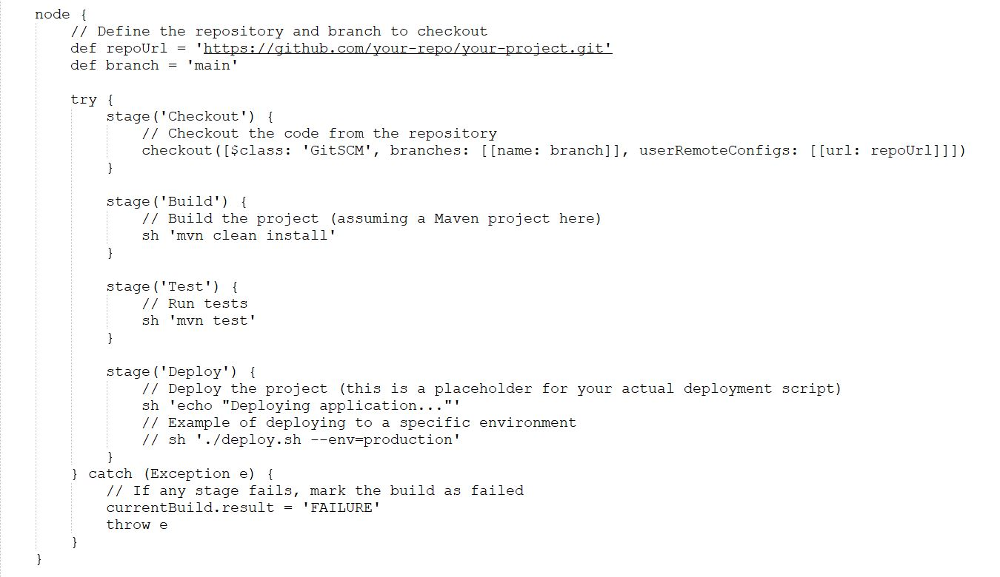 node {
    // Define the repository and branch to checkout
    def repoUrl = 'https://github.com/your-repo/your-project.git'
    def branch = 'main'

    try {
        stage('Checkout') {
            // Checkout the code from the repository
            checkout([$class: 'GitSCM', branches: [[name: branch]], userRemoteConfigs: [[url: repoUrl]]])
        }

        stage('Build') {
            // Build the project (assuming a Maven project here)
            sh 'mvn clean install'
        }

        stage('Test') {
            // Run tests
            sh 'mvn test'
        }

        stage('Deploy') {
            // Deploy the project (this is a placeholder for your actual deployment script)
            sh 'echo "Deploying application..."'
            // Example of deploying to a specific environment
            // sh './deploy.sh --env=production'
        }
    } catch (Exception e) {
        // If any stage fails, mark the build as failed
        currentBuild.result = 'FAILURE'
        throw e
    }
}